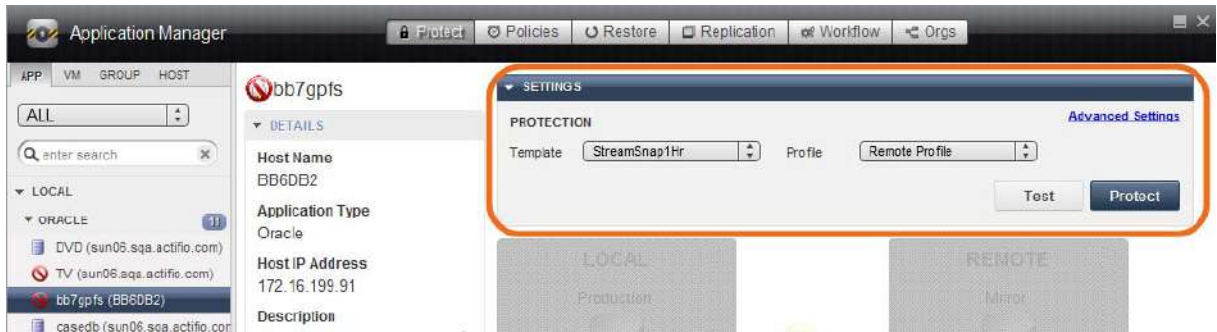 Application Manager
Protect
Policies
Restore
Replication
Workflow
Orgs
APP VM GROUP HOST
ALL
enter search
LOCAL
ORACLE 11
DVD (sun06.sqa.actifio.com)
TV (sun06.sqa.actifio.com)
bb7gpfs (BB6DB2)
casedb (sun06.sqa.actifio.cor
bb7gpfs
DETAILS
Host Name
BB6DB2
Application Type
Oracle
Host IP Address
172.16.199.91
Description
SETTINGS
PROTECTION
Advanced Settings
Template StreamSnap1Hr Profile Remote Profile
Test Protect
LOCAL
Production
REMOTE
Mirror